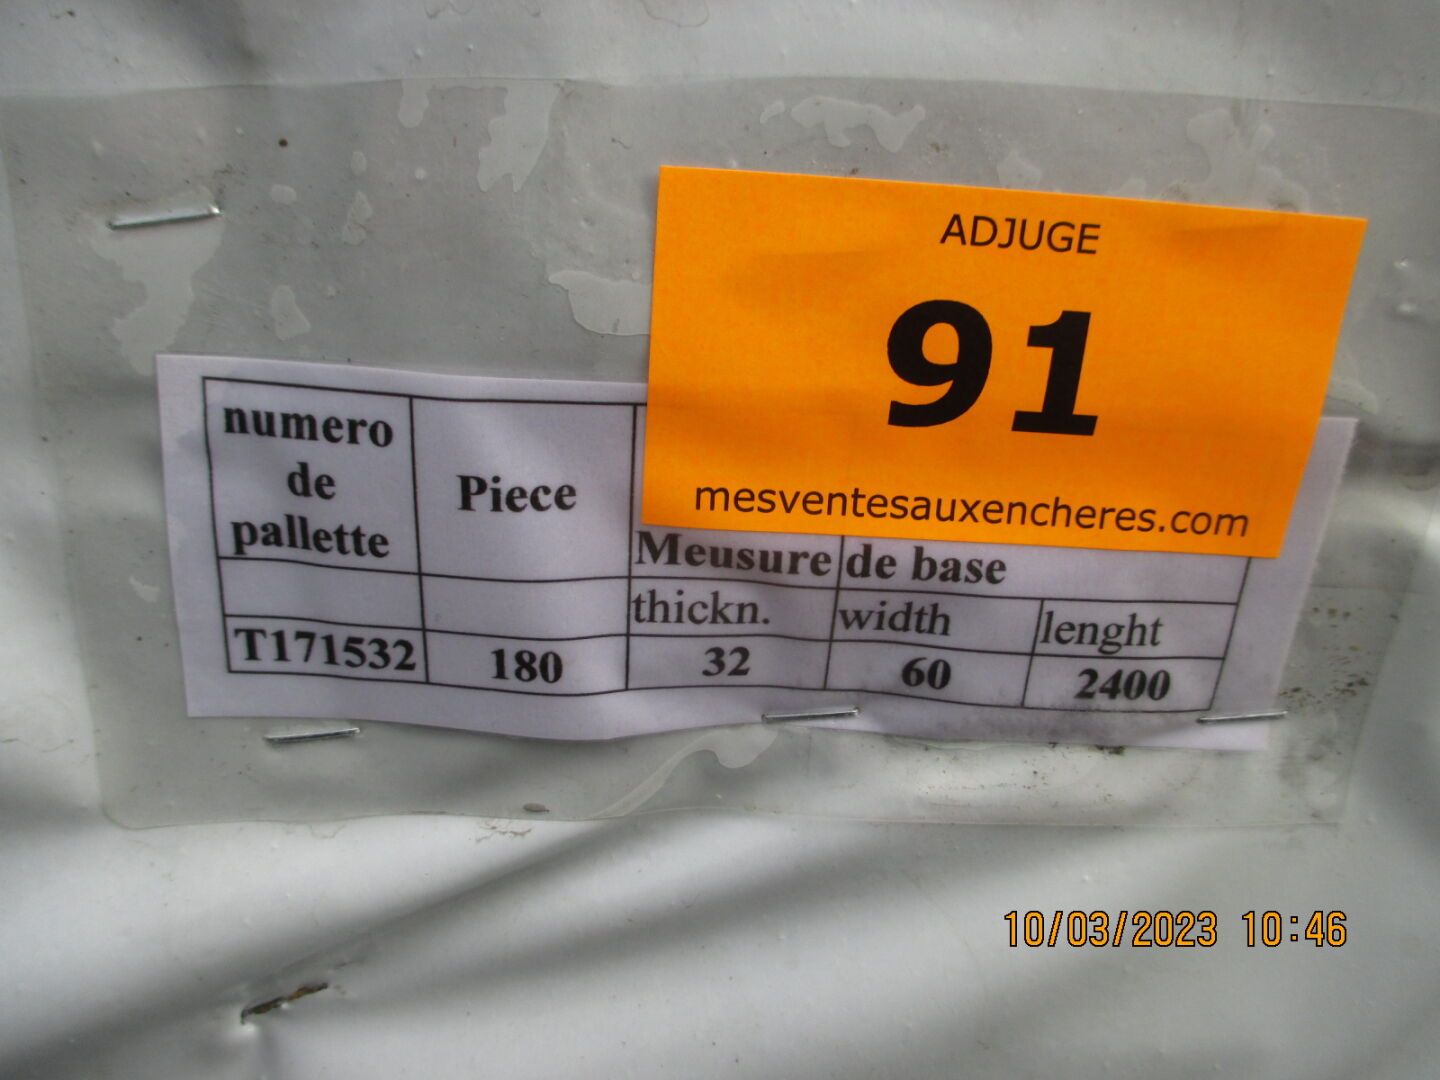 ADJUGE
91
mesventesauxencheres.com
numero
de
pallette
Piece
Meusure de base
thickn. width lenght
T171532 180 32 60 2400
10/03/2023 10:46